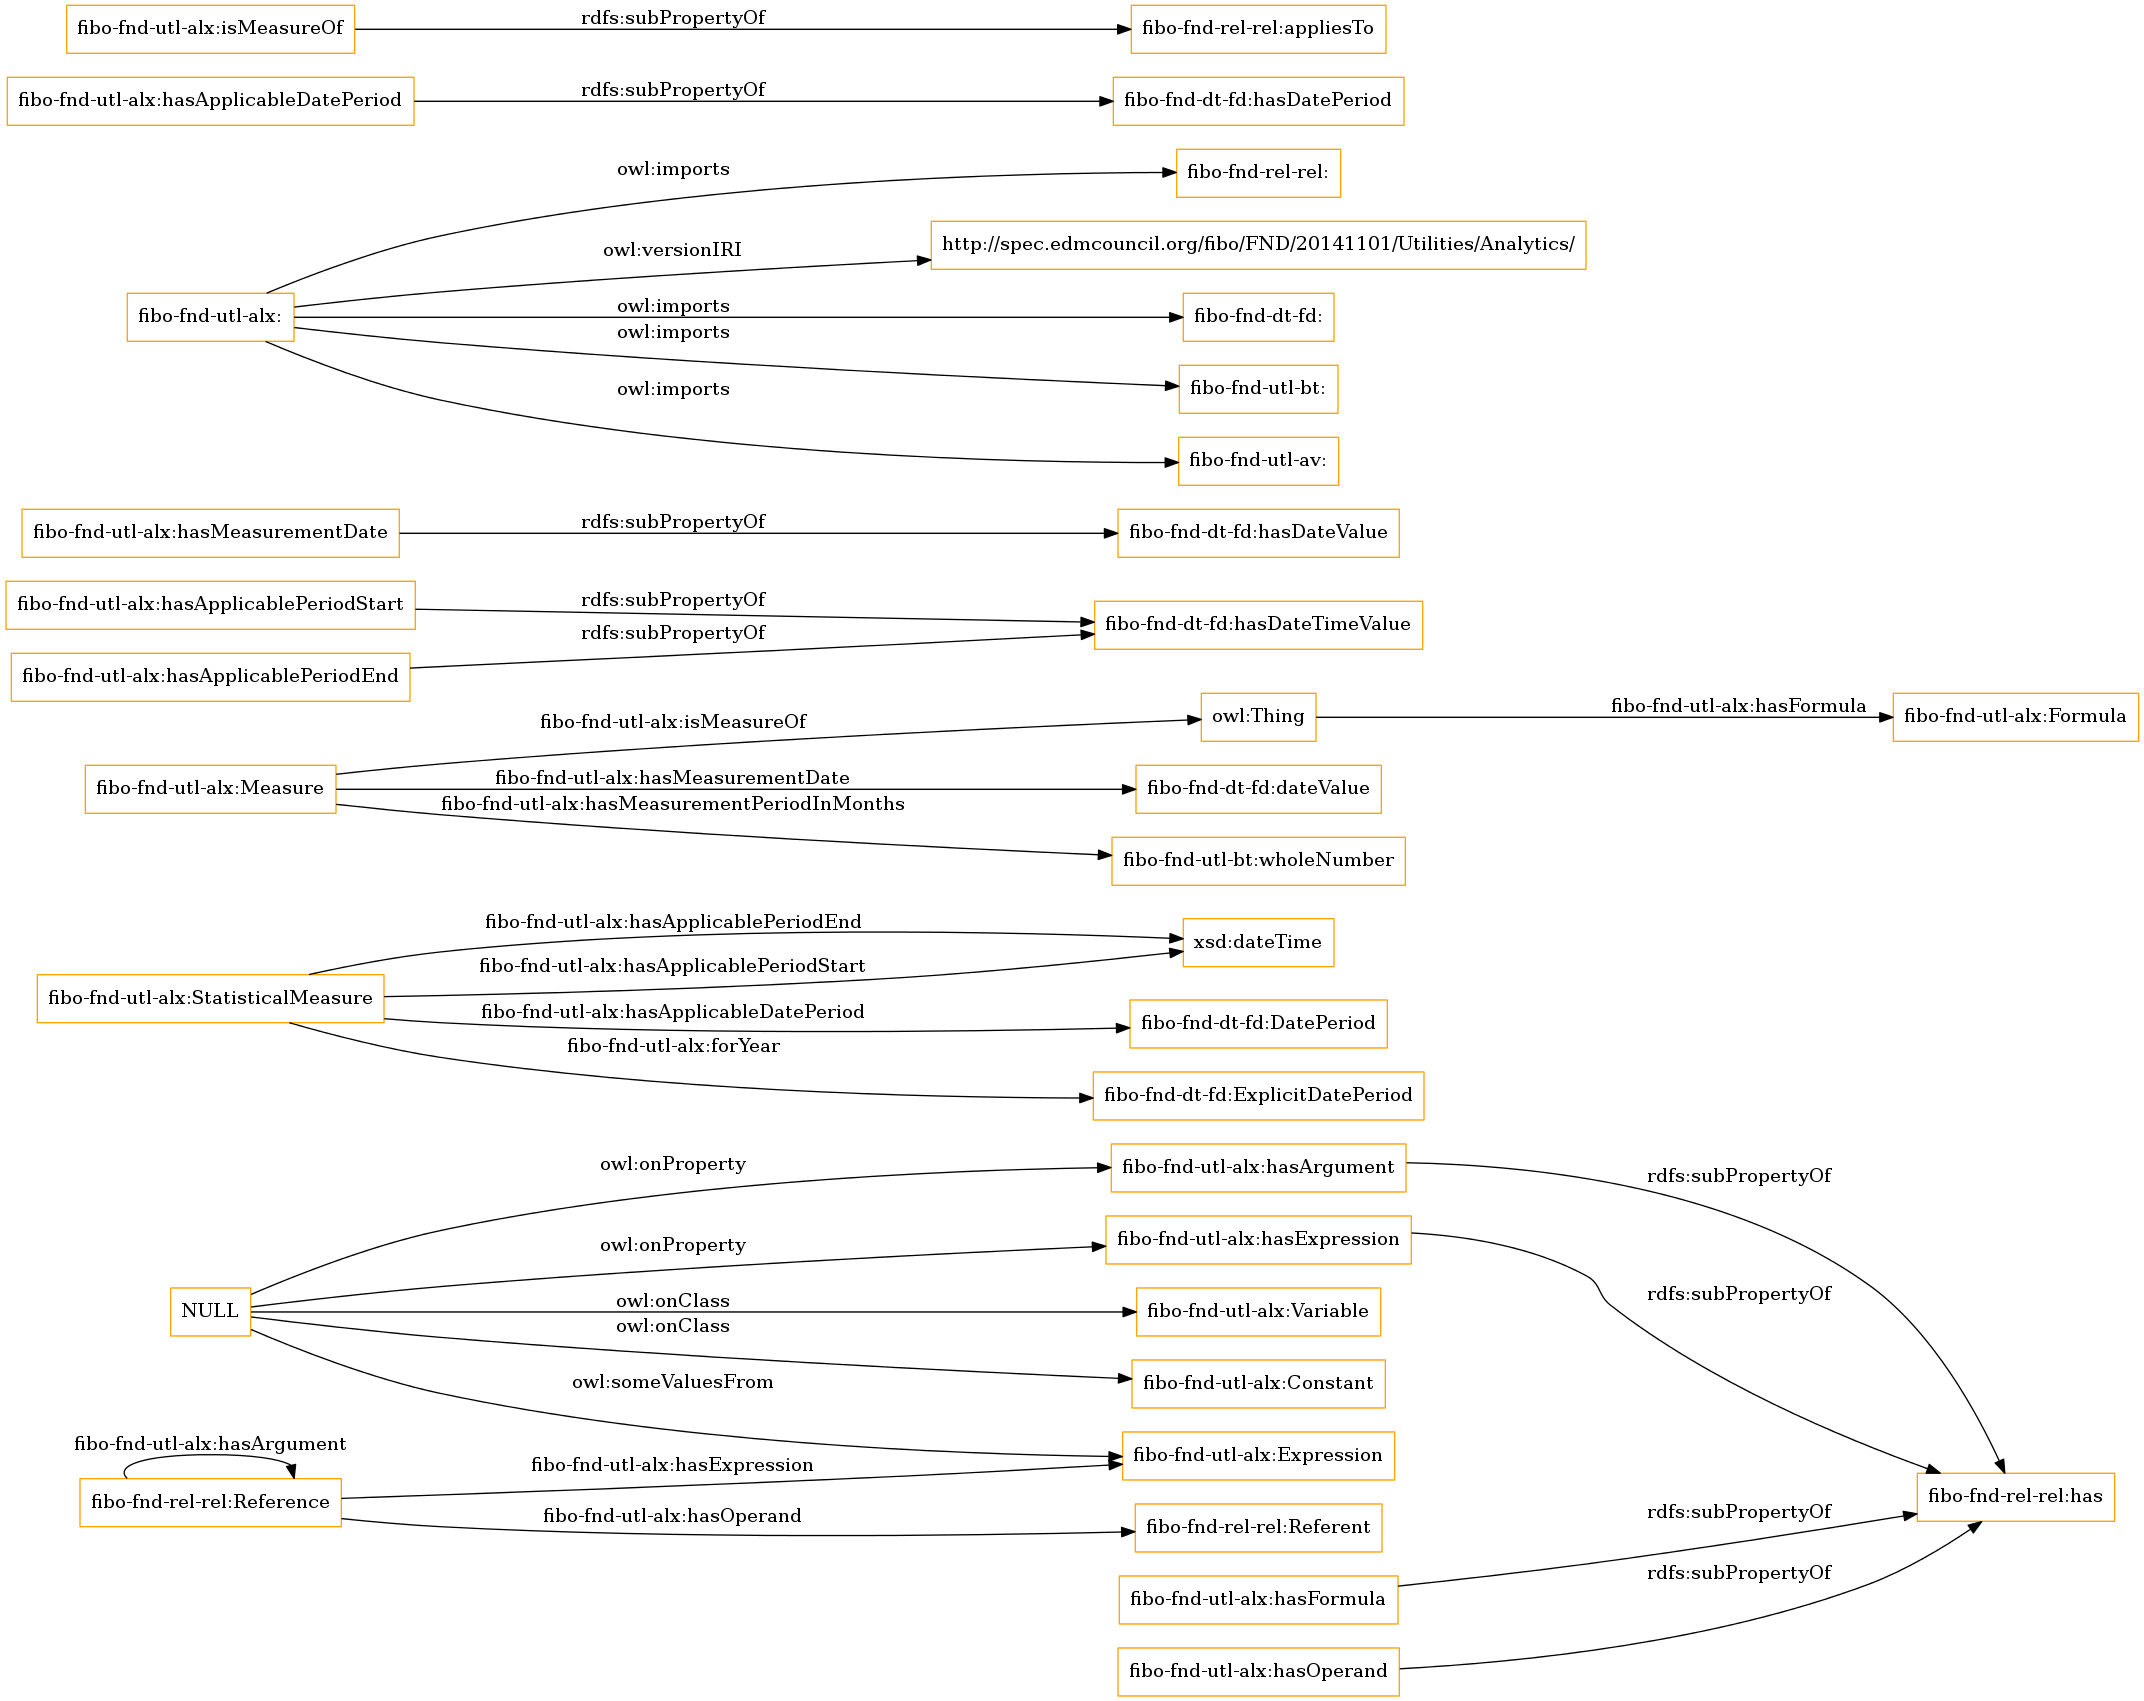 fibo-fnd-utl-alx:isMeasureOf
rdfs:subPropertyOf
fibo-fnd-rel-rel:appliesTo
fibo-fnd-utl-alx:hasApplicableDatePeriod
rdfs:subPropertyOf
fibo-fnd-dt-fd:hasDatePeriod
owl:imports
fibo-fnd-rel-rel:
owl:versionIRI
http://spec.edmcouncil.org/fibo/FND/20141101/Utilities/Analytics/
fibo-fnd-utl-alx:
owl:imports
fibo-fnd-dt-fd:
owl:imports
fibo-fnd-utl-bt:
owl:imports
fibo-fnd-utl-av:
fibo-fnd-utl-alx:hasMeasurementDate
rdfs:subPropertyOf
fibo-fnd-dt-fd:hasDateValue
fibo-fnd-utl-alx:hasApplicablePeriodStart
rdfs:subPropertyOf
fibo-fnd-dt-fd:hasDateTimeValue
rdfs:subPropertyOf
fibo-fnd-utl-alx:hasApplicablePeriodEnd
fibo-fnd-utl-alx:isMeasureOf
owl:Thing
fibo-fnd-utl-alx:hasFormula
fibo-fnd-utl-alx:Formula
fibo-fnd-utl-alx:Measure
fibo-fnd-utl-alx:hasMeasurementDate
fibo-fnd-dt-fd:dateValue
fibo-fnd-utl-alx:hasMeasurementPeriodInMonths
fibo-fnd-utl-bt:wholeNumber
fibo-fnd-utl-alx:hasApplicablePeriodEnd
xsd:dateTime
fibo-fnd-utl-alx:hasApplicablePeriodStart
fibo-fnd-utl-alx:StatisticalMeasure
fibo-fnd-utl-alx:hasApplicableDatePeriod
fibo-fnd-dt-fd:DatePeriod
fibo-fnd-utl-alx:forYear
fibo-fnd-dt-fd:ExplicitDatePeriod
owl:onProperty
fibo-fnd-utl-alx:hasArgument
rdfs:subPropertyOf
owl:onProperty
fibo-fnd-utl-alx:hasExpression
rdfs:subPropertyOf
NULL
owl:onClass
fibo-fnd-utl-alx:Variable
owl:onClass
fibo-fnd-utl-alx:Constant
owl:someValuesFrom
fibo-fnd-utl-alx:hasArgument
fibo-fnd-utl-alx:Expression
fibo-fnd-utl-alx:hasExpression
fibo-fnd-rel-rel:Reference
fibo-fnd-rel-rel:has
fibo-fnd-utl-alx:hasOperand
fibo-fnd-rel-rel:Referent
rdfs:subPropertyOf
fibo-fnd-utl-alx:hasFormula
rdfs:subPropertyOf
fibo-fnd-utl-alx:hasOperand